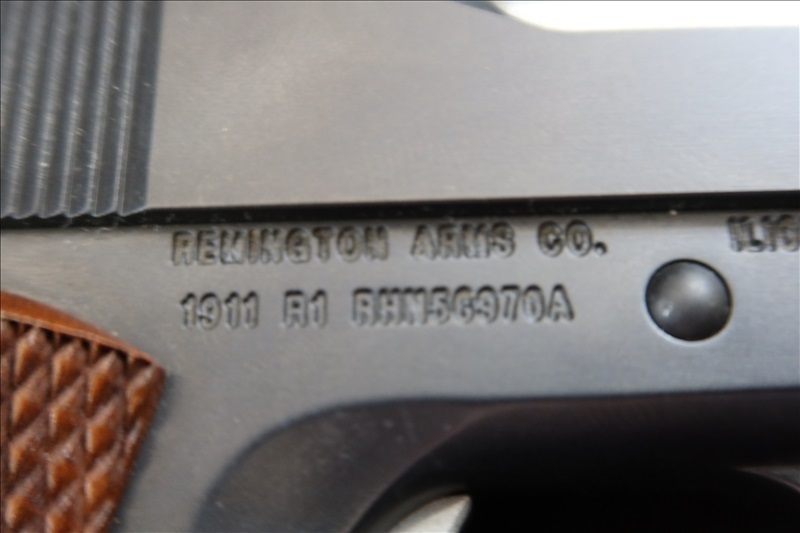 REMINGTON ARMS CO.
1911 R1 RHN56970A